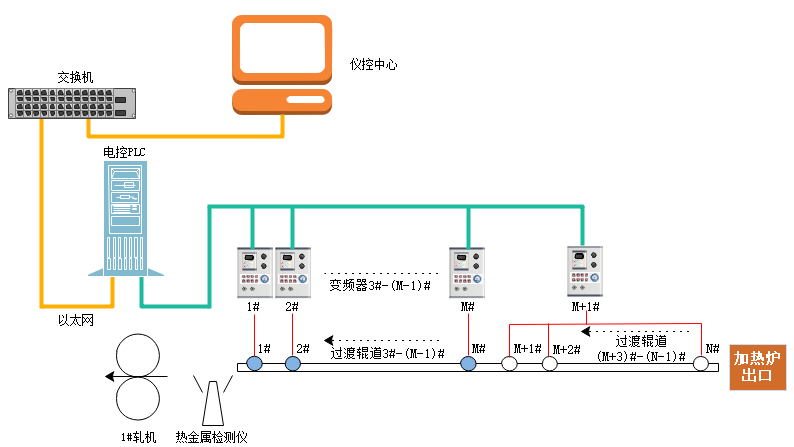 仪控中心
交换机
电控PLC
1#
2#
变频器3#-(M-1)#
M#
M+1#
以太网
1#
2#
过渡辊道3#-(M-1)#
M#
M+1#
M+2#
过渡辊道
(M+3)#-(N-1)#
N#
加热炉
出口
1#轧机
热金属检测仪